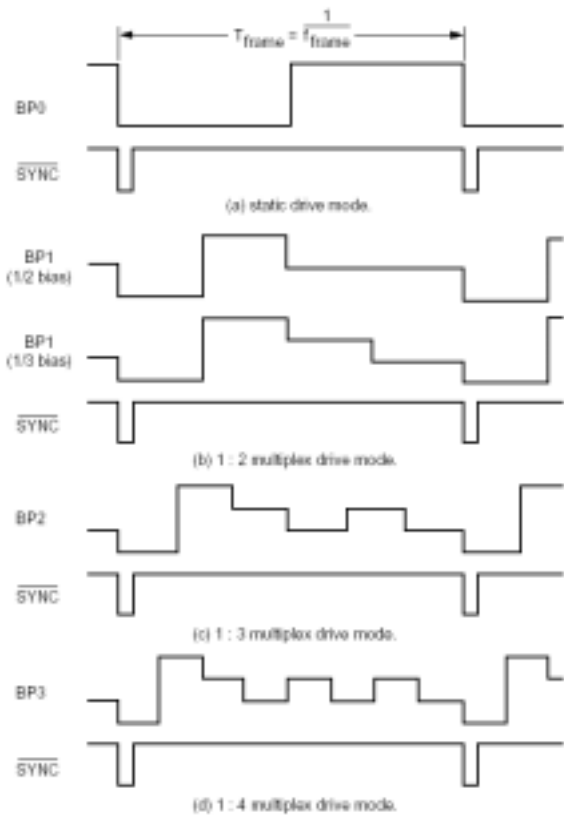 T_frame = 1 / f_frame
BP0
SYNC
(a) static drive mode.
BP1
(1/2 bias)
BP1
(1/3 bias)
SYNC
(b) 1 : 2 multiplex drive mode.
BP2
SYNC
(c) 1 : 3 multiplex drive mode.
BP3
SYNC
(d) 1 : 4 multiplex drive mode.